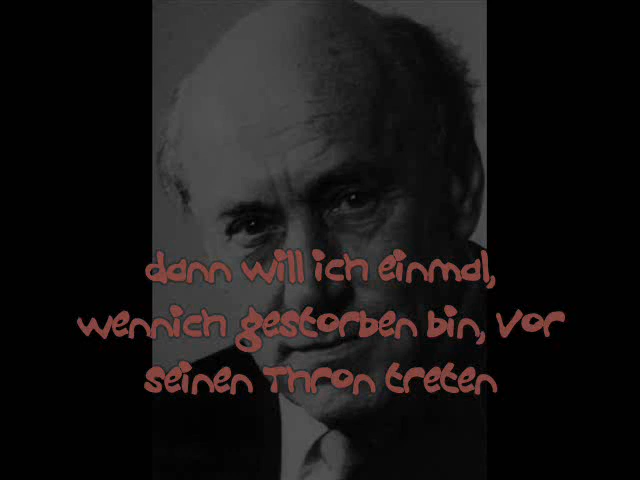 dann will ich einmal,
wennich gestorben bin, vor
seinen Thron treten